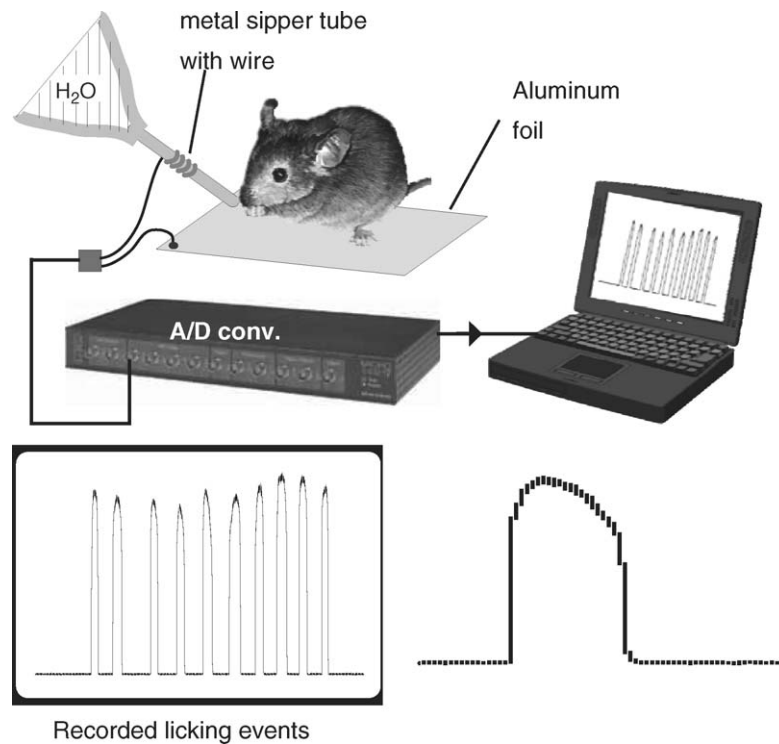 metal sipper tube
with wire
H₂O
Aluminum
foil
A/D conv.
Recorded licking events